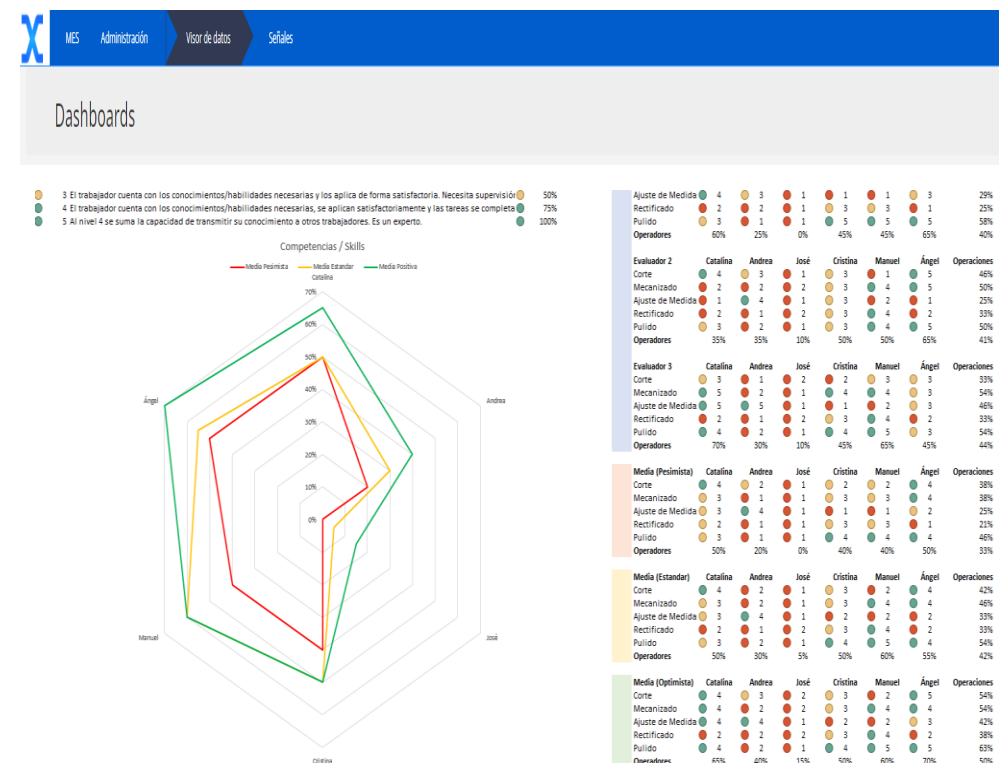 MES Administración Visor de datos Señales
Dashboards
3 El trabajador cuenta con los conocimientos/habilidades necesarias y los aplica de forma satisfactoria. Necesita supervisión 50%
4 El trabajador cuenta con los conocimientos/habilidades necesarias, se aplican satisfactoriamente y las tareas se completa 75%
5 Al nivel 4 se suma la capacidad de transmitir su conocimiento a otros trabajadores. Es un experto. 100%
Competencias / Skills
Media Pesimista Media Estandar Media Positiva
Catalina
70%
60%
50%
40%
30%
20%
10%
0%
Andrea
José
Cristina
Manuel
Ángel
Ajuste de Medida 4 3 1 1 1 3 29%
Rectificado 2 2 1 3 3 1 25%
Pulido 3 1 1 5 5 5 58%
Operadores 60% 25% 0% 45% 45% 65% 40%
Evaluador 2 Catalina Andrea José Cristina Manuel Ángel Operaciones
Corte 4 3 1 3 1 5 46%
Mecanizado 2 2 2 3 4 5 50%
Ajuste de Medida 1 4 1 3 2 1 25%
Rectificado 2 1 2 3 4 2 33%
Pulido 3 2 1 3 4 5 50%
Operadores 35% 35% 10% 50% 50% 65% 41%
Evaluador 3 Catalina Andrea José Cristina Manuel Ángel Operaciones
Corte 3 1 2 2 3 3 33%
Mecanizado 5 2 1 4 4 3 54%
Ajuste de Medida 5 5 1 1 2 3 46%
Rectificado 2 1 2 3 4 2 33%
Pulido 4 2 1 4 5 3 54%
Operadores 70% 30% 10% 45% 65% 45% 44%
Media (Pesimista) Catalina Andrea José Cristina Manuel Ángel Operaciones
Corte 4 2 1 2 2 4 38%
Mecanizado 3 1 1 3 3 4 38%
Ajuste de Medida 3 4 1 1 1 2 25%
Rectificado 2 1 1 3 3 1 21%
Pulido 3 1 1 4 4 4 46%
Operadores 50% 20% 0% 40% 40% 50% 33%
Media (Estandar) Catalina Andrea José Cristina Manuel Ángel Operaciones
Corte 4 2 1 3 2 4 42%
Mecanizado 3 2 1 3 4 4 46%
Ajuste de Medida 3 4 1 2 2 2 33%
Rectificado 2 1 2 3 4 2 33%
Pulido 3 2 1 4 5 4 54%
Operadores 50% 30% 5% 50% 60% 55% 42%
Media (Optimista) Catalina Andrea José Cristina Manuel Ángel Operaciones
Corte 4 3 2 3 2 5 54%
Mecanizado 4 2 2 3 4 4 54%
Ajuste de Medida 4 4 1 2 2 3 42%
Rectificado 2 2 2 3 4 2 38%
Pulido 4 2 1 4 5 5 63%
Operadores 65% 40% 15% 50% 60% 70% 50%